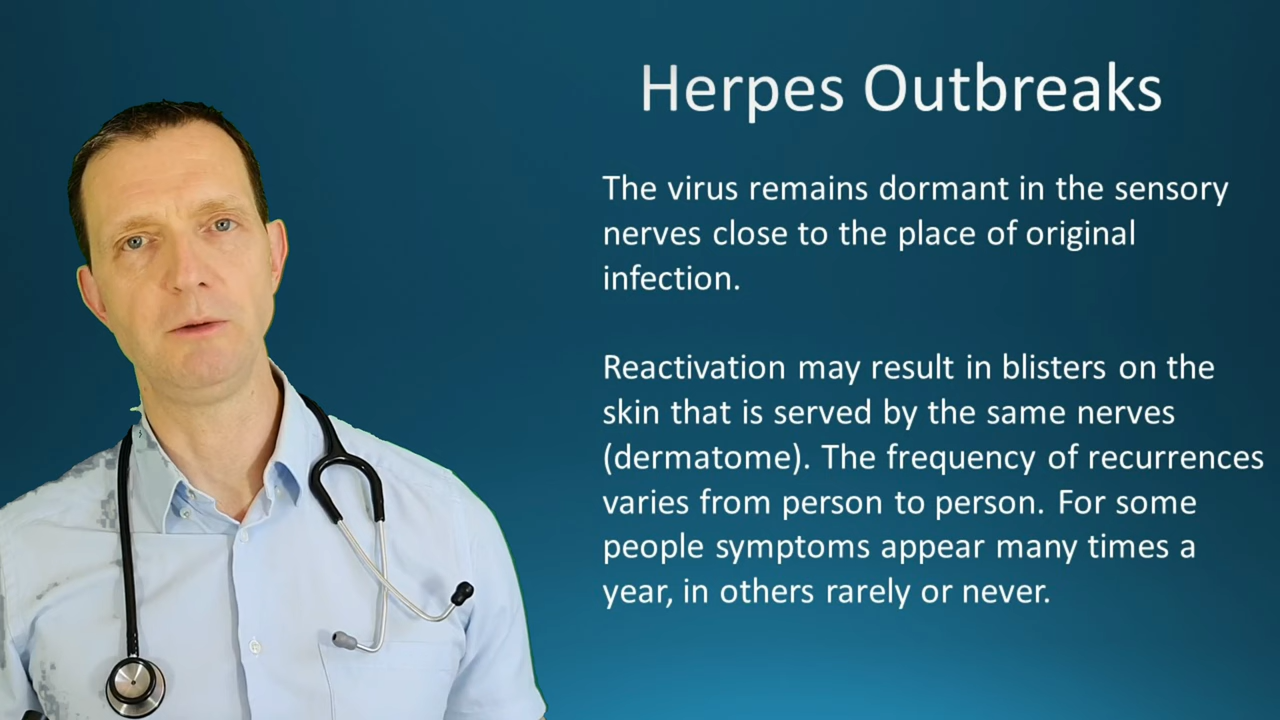 Herpes Outbreaks
The virus remains dormant in the sensory
nerves close to the place of original
infection.
Reactivation may result in blisters on the
skin that is served by the same nerves
(dermatome). The frequency of recurrences
varies from person to person. For some
people symptoms appear many times a
year, in others rarely or never.